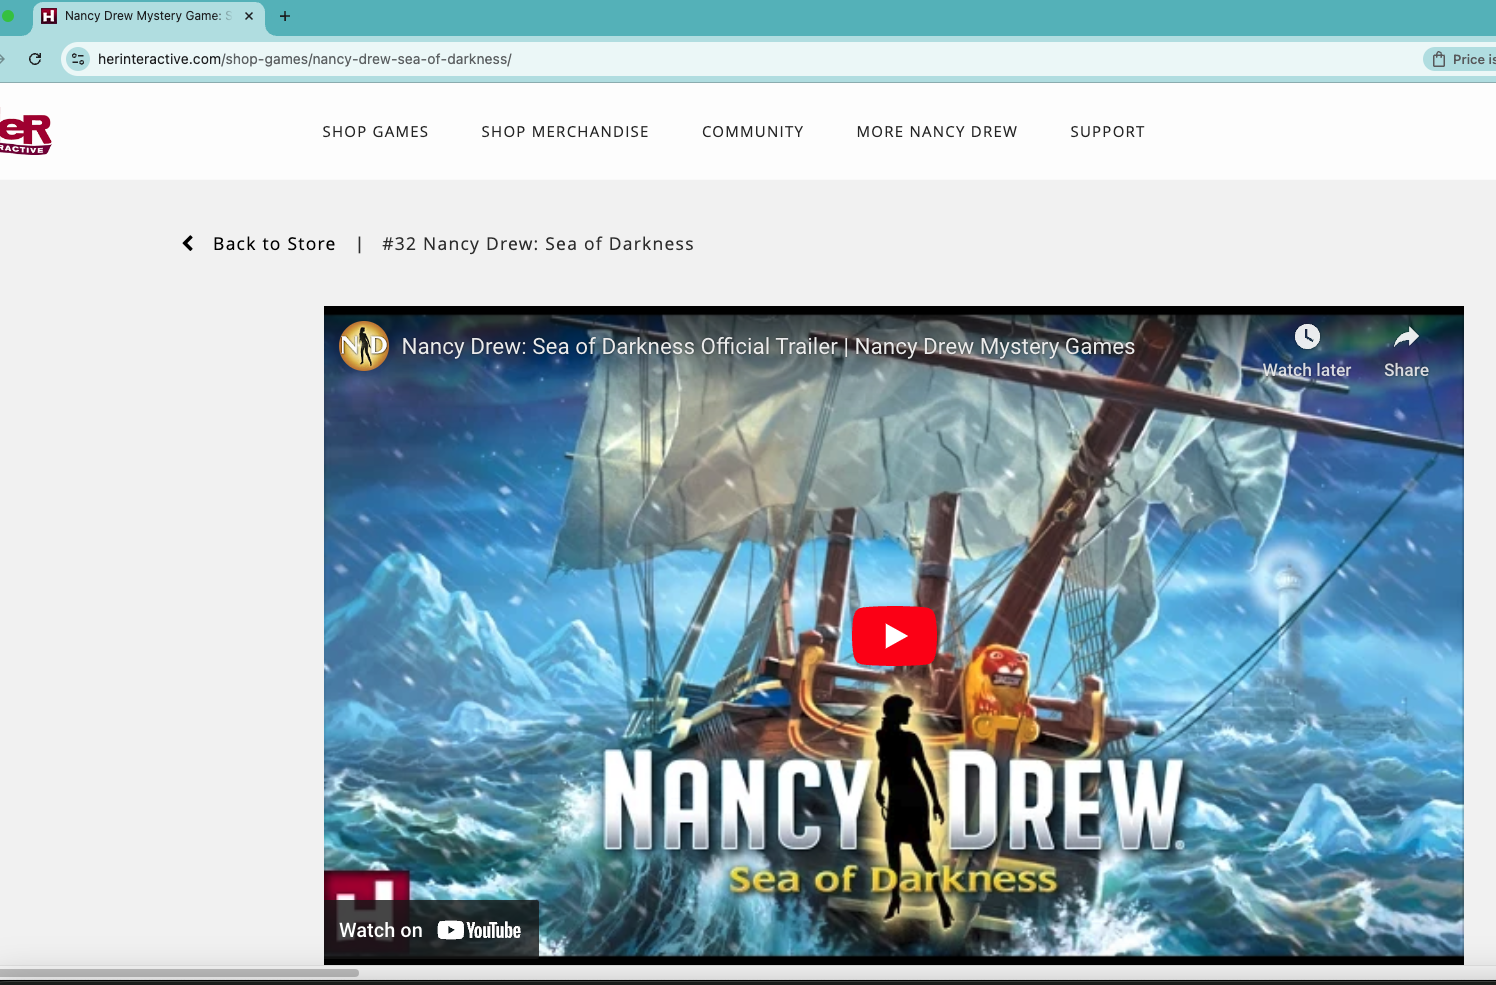 Nancy Drew Mystery Game: S
herinteractive.com/shop-games/nancy-drew-sea-of-darkness/
Price is
eR
RACTIVE
SHOP GAMES SHOP MERCHANDISE COMMUNITY MORE NANCY DREW SUPPORT
Back to Store | #32 Nancy Drew: Sea of Darkness
ND
Nancy Drew: Sea of Darkness Official Trailer | Nancy Drew Mystery Games
Watch later Share
NANCY DREW
Sea of Darkness
Watch on YouTube